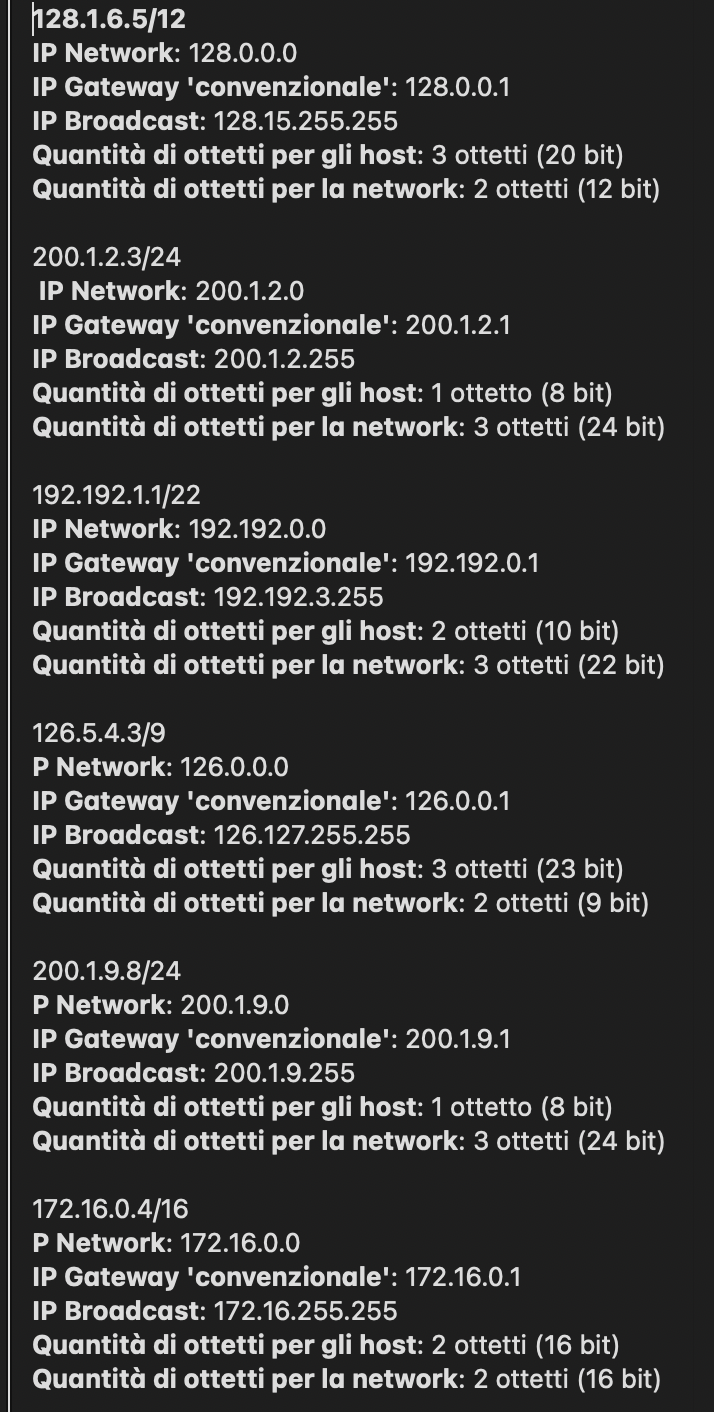 128.1.6.5/12
IP Network: 128.0.0.0
IP Gateway 'convenzionale': 128.0.0.1
IP Broadcast: 128.15.255.255
Quantità di ottetti per gli host: 3 ottetti (20 bit)
Quantità di ottetti per la network: 2 ottetti (12 bit)
200.1.2.3/24
IP Network: 200.1.2.0
IP Gateway 'convenzionale': 200.1.2.1
IP Broadcast: 200.1.2.255
Quantità di ottetti per gli host: 1 ottetto (8 bit)
Quantità di ottetti per la network: 3 ottetti (24 bit)
192.192.1.1/22
IP Network: 192.192.0.0
IP Gateway 'convenzionale': 192.192.0.1
IP Broadcast: 192.192.3.255
Quantità di ottetti per gli host: 2 ottetti (10 bit)
Quantità di ottetti per la network: 3 ottetti (22 bit)
126.5.4.3/9
P Network: 126.0.0.0
IP Gateway 'convenzionale': 126.0.0.1
IP Broadcast: 126.127.255.255
Quantità di ottetti per gli host: 3 ottetti (23 bit)
Quantità di ottetti per la network: 2 ottetti (9 bit)
200.1.9.8/24
P Network: 200.1.9.0
IP Gateway 'convenzionale': 200.1.9.1
IP Broadcast: 200.1.9.255
Quantità di ottetti per gli host: 1 ottetto (8 bit)
Quantità di ottetti per la network: 3 ottetti (24 bit)
172.16.0.4/16
P Network: 172.16.0.0
IP Gateway 'convenzionale': 172.16.0.1
IP Broadcast: 172.16.255.255
Quantità di ottetti per gli host: 2 ottetti (16 bit)
Quantità di ottetti per la network: 2 ottetti (16 bit)